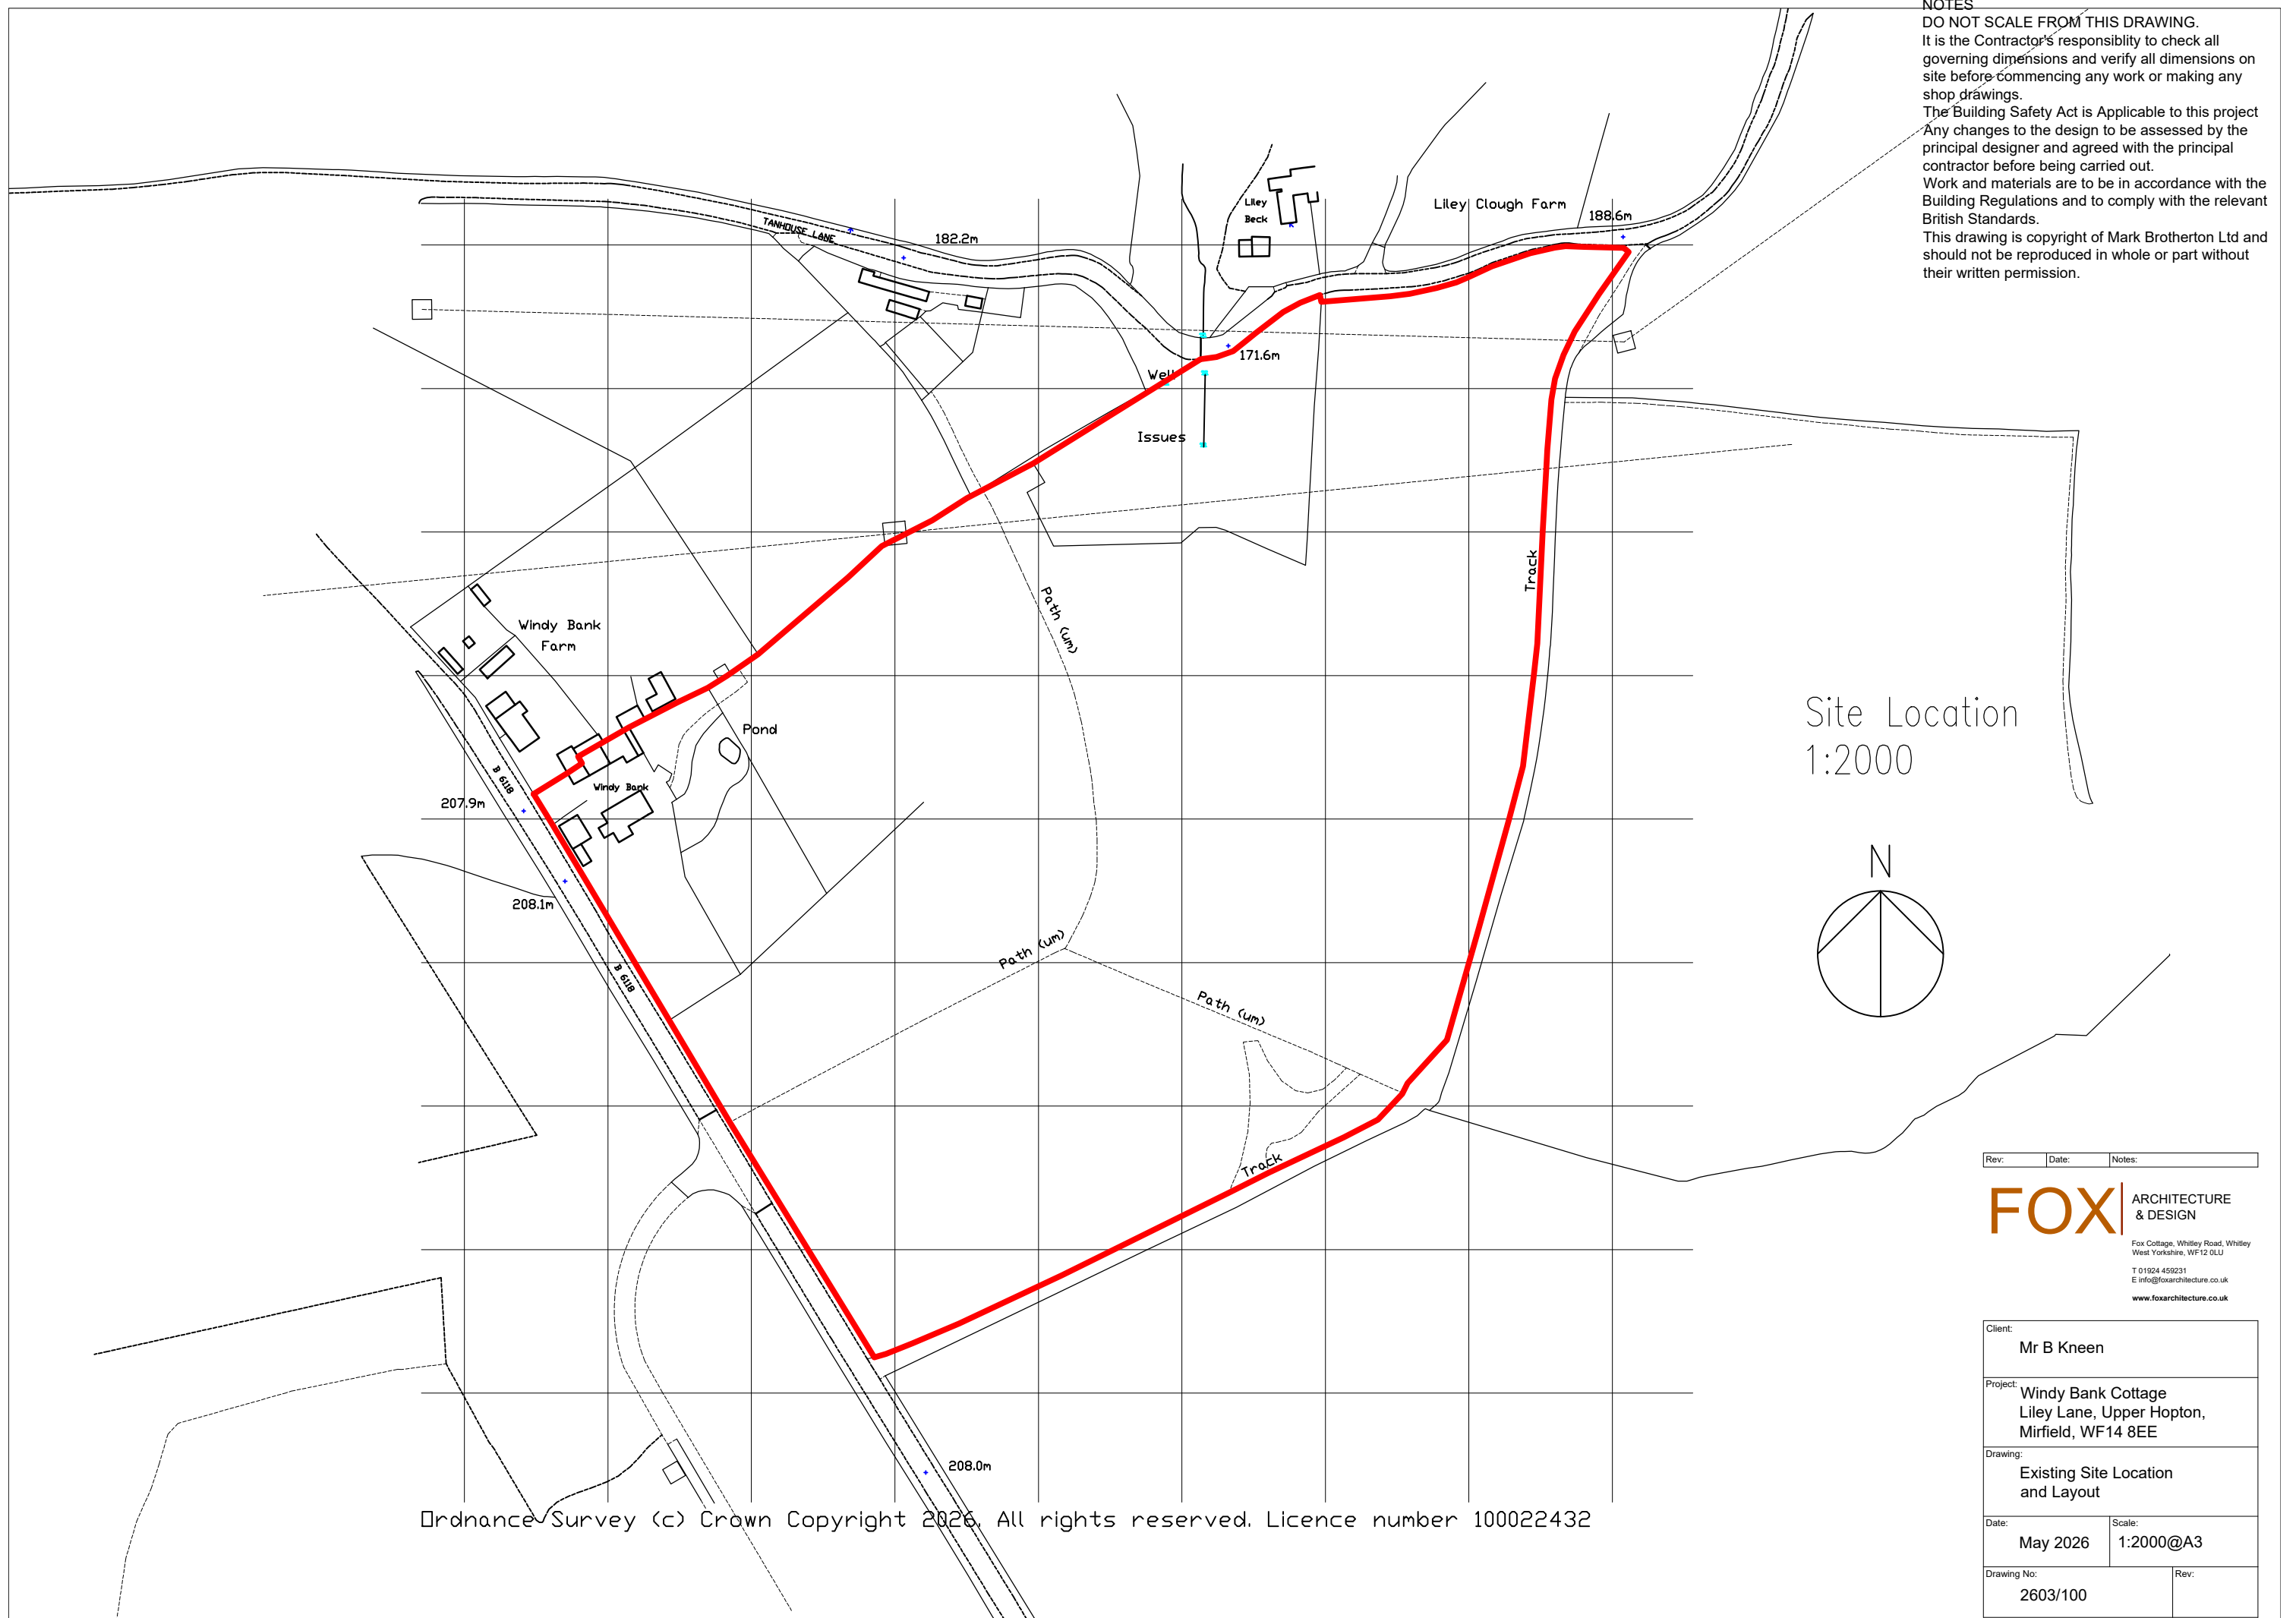 NOTES
DO NOT SCALE FROM THIS DRAWING.
It is the Contractor's responsiblity to check all
governing dimensions and verify all dimensions on
site before commencing any work or making any
shop drawings.
The Building Safety Act is Applicable to this project
Any changes to the design to be assessed by the
principal designer and agreed with the principal
contractor before being carried out.
Work and materials are to be in accordance with the
Building Regulations and to comply with the relevant
British Standards.
This drawing is copyright of Mark Brotherton Ltd and
should not be reproduced in whole or part without
their written permission.
Liley
Beck
Liley Clough Farm
188.6m
TANHOUSE LANE
182.2m
171.6m
Well
Issues
Track
Path (um)
Windy Bank
Farm
Pond
Windy Bank
B 6118
207.9m
208.1m
B 6118
Path (um)
Path (um)
Track
208.0m
Site Location
1:2000
N
Ordnance Survey (c) Crown Copyright 2026. All rights reserved. Licence number 100022432
Rev: Date: Notes:
FOX
ARCHITECTURE
& DESIGN
Fox Cottage, Whitley Road, Whitley
West Yorkshire, WF12 0LU
T 01924 459231
E info@foxarchitecture.co.uk
www.foxarchitecture.co.uk
Client:
Mr B Kneen
Project:
Windy Bank Cottage
Liley Lane, Upper Hopton,
Mirfield, WF14 8EE
Drawing:
Existing Site Location
and Layout
Date: Scale:
May 2026 1:2000@A3
Drawing No: Rev:
2603/100